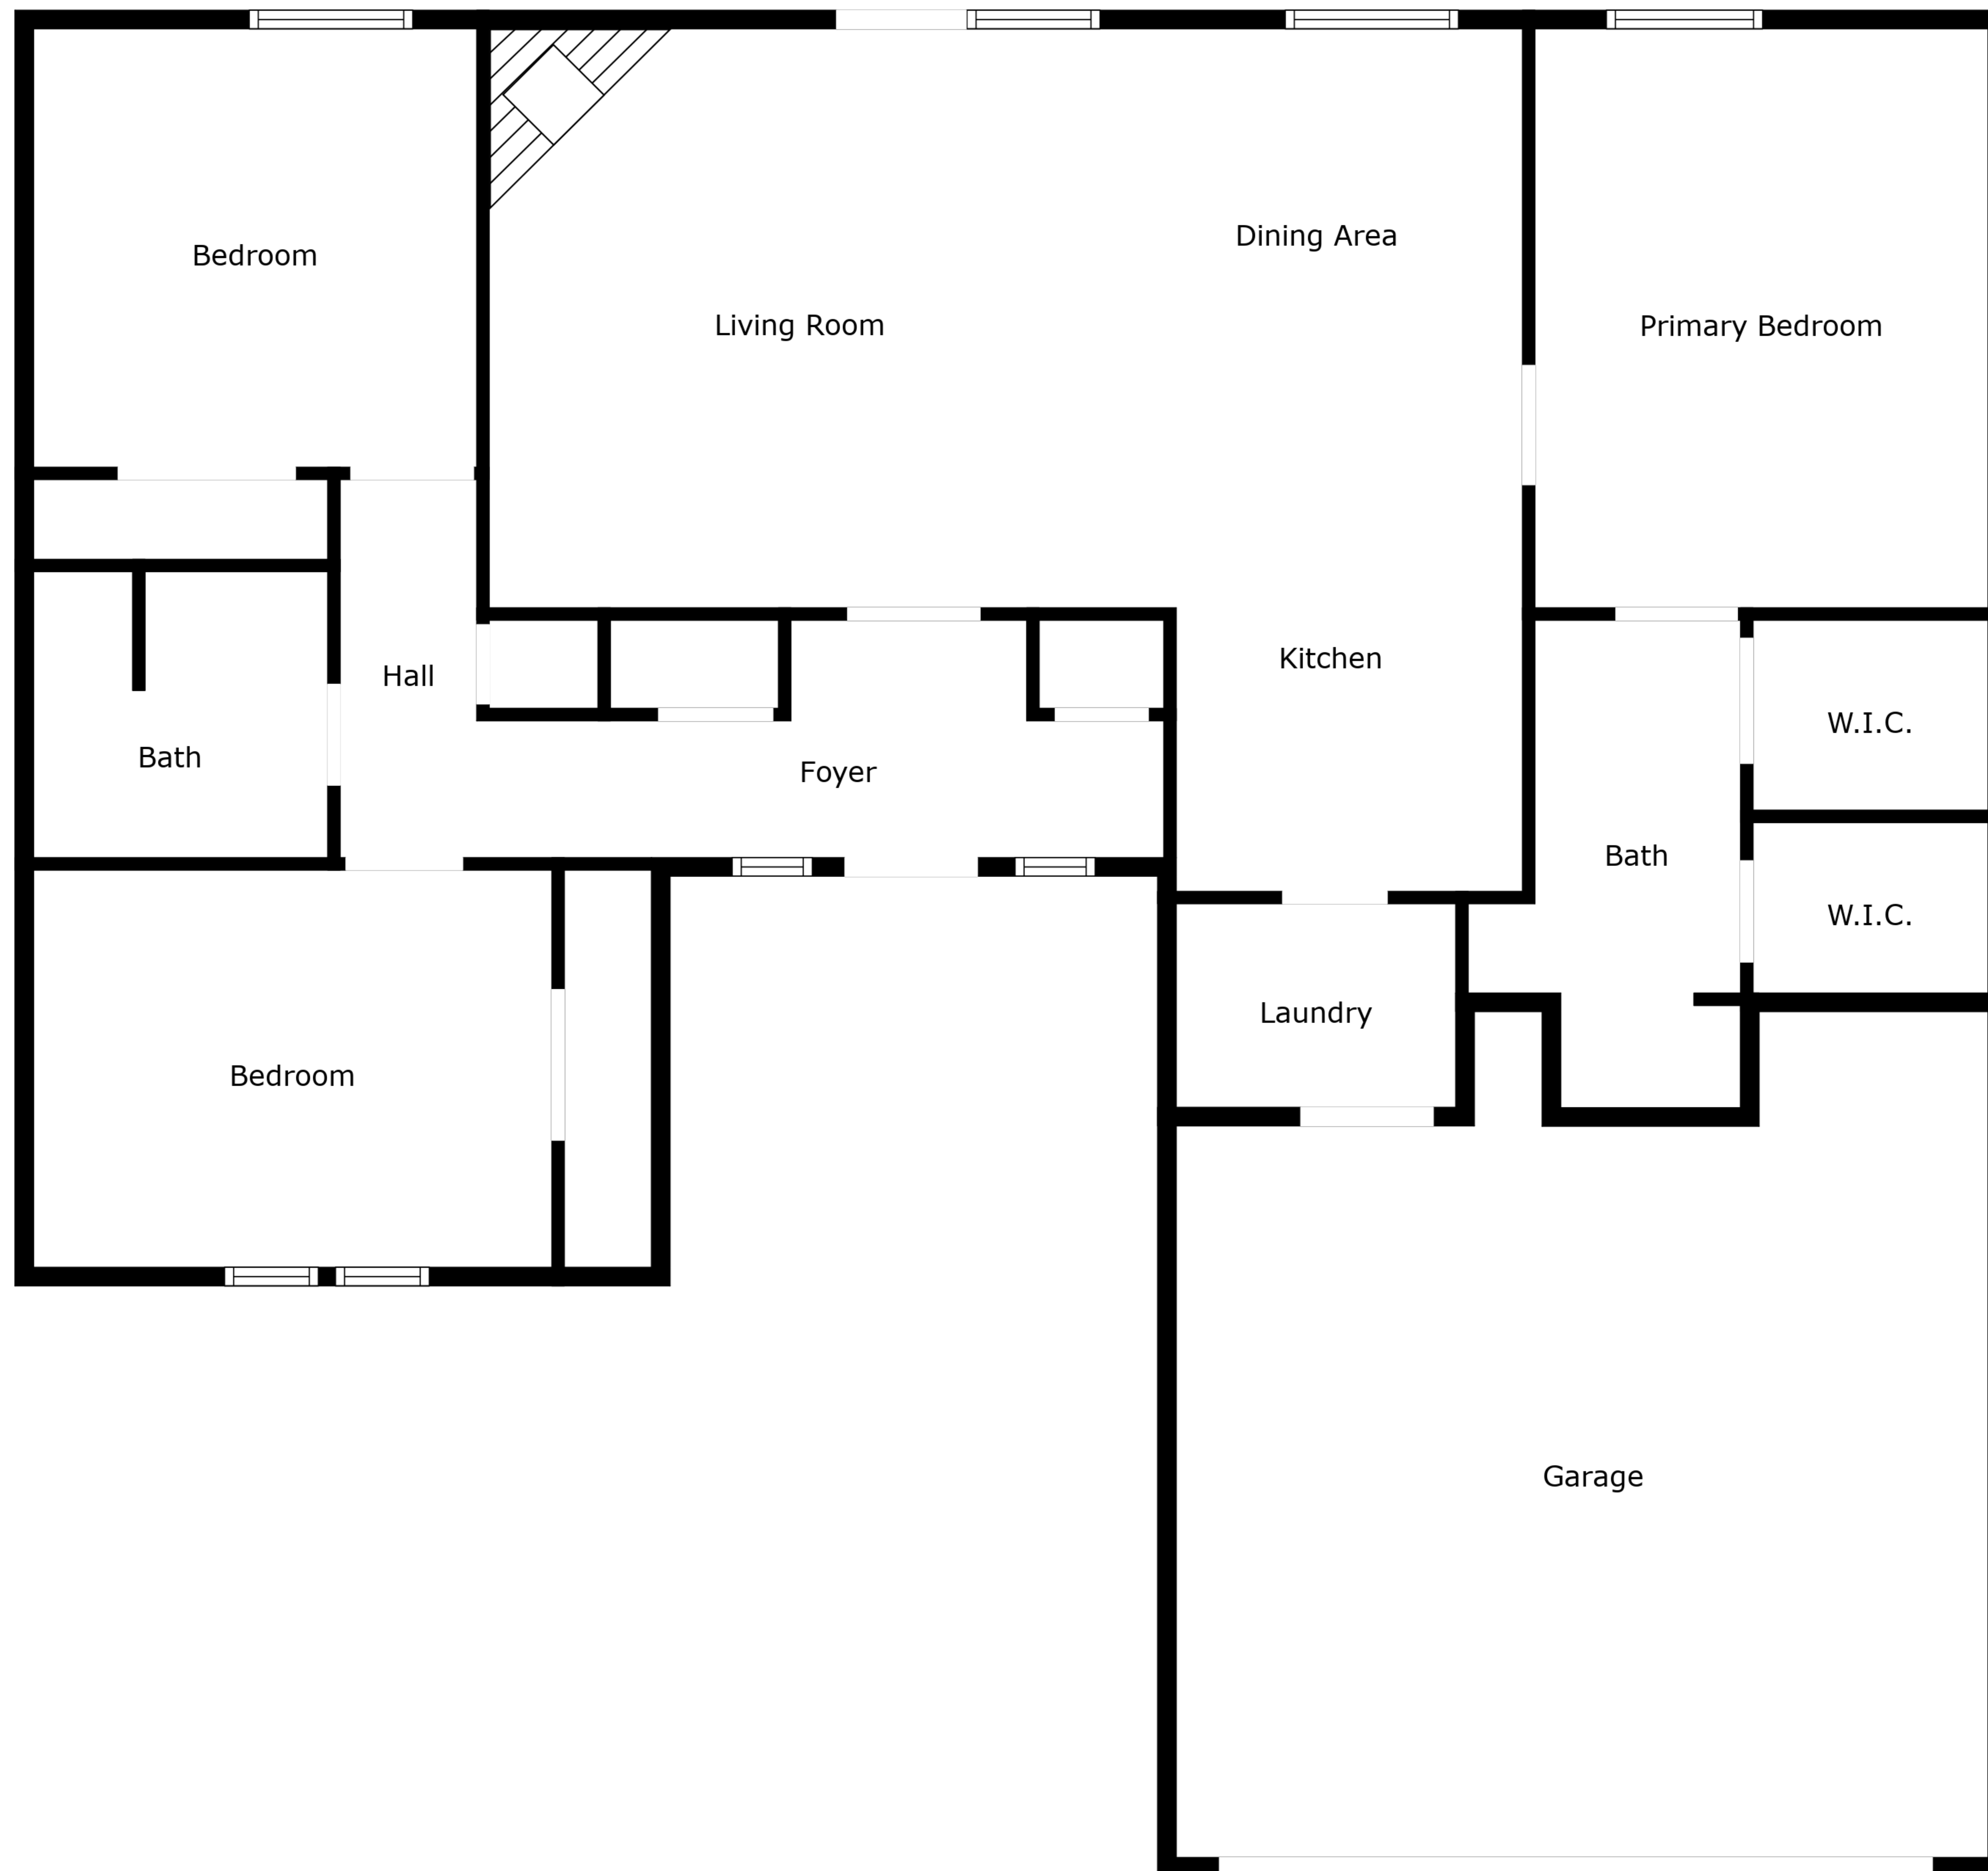 Dining Area
Bedroom
Living Room
Primary Bedroom
Kitchen
Hall
W.I.C.
Bath
Foyer
Bath
W.I.C.
Laundry
Bedroom
Garage